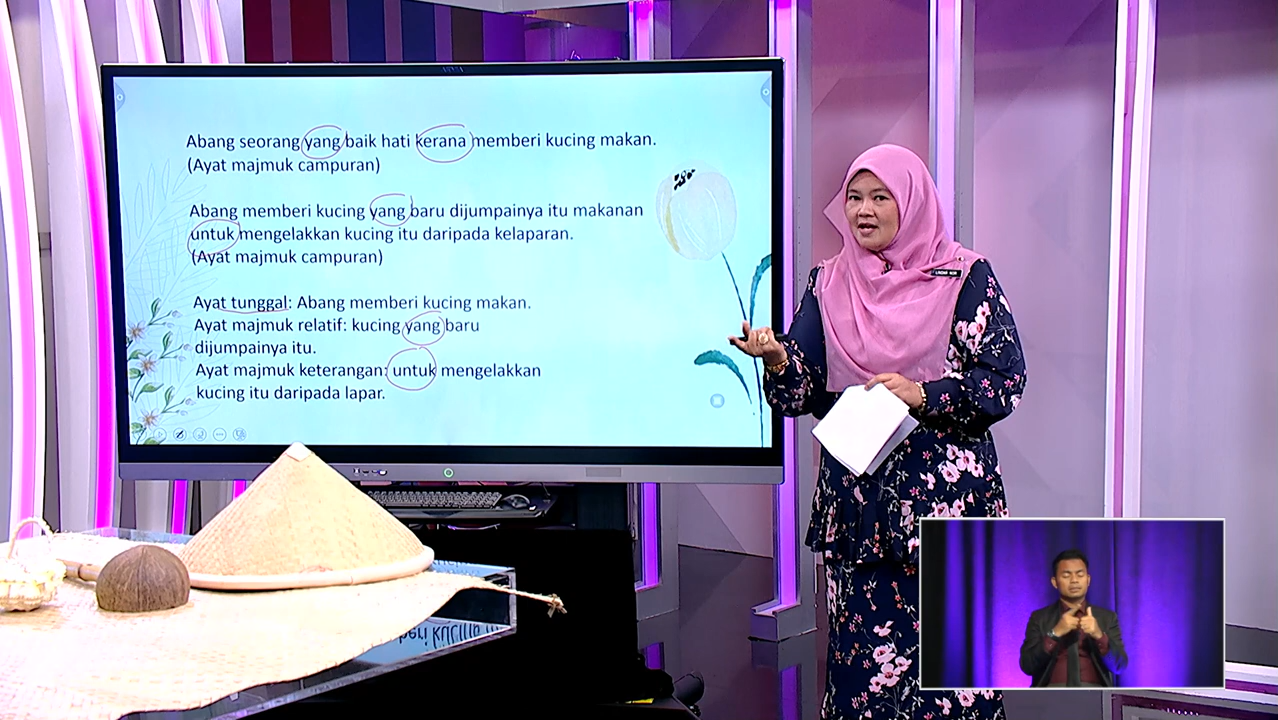 Abang seorang yang baik hati kerana memberi kucing makan.
(Ayat majmuk campuran)
Abang memberi kucing yang baru dijumpainya itu makanan
untuk mengelakkan kucing itu daripada kelaparan.
(Ayat majmuk campuran)
Ayat tunggal: Abang memberi kucing makan.
Ayat majmuk relatif: kucing yang baru
dijumpainya itu.
Ayat majmuk keterangan: untuk mengelakkan
kucing itu daripada lapar.